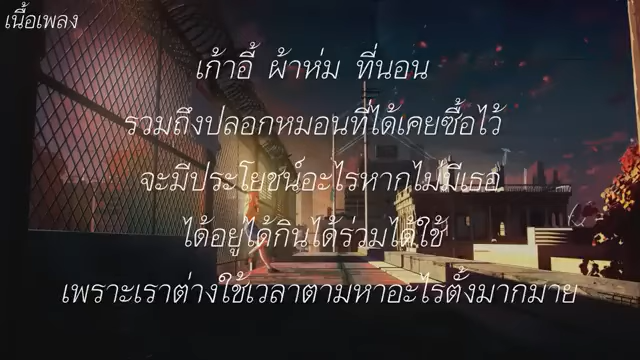 เนื้อเพลง
เก้าอี้ ผ้าห่ม ที่นอน
รวมถึงปลอกหมอนที่ได้เคยซื้อไว้
จะมีประโยชน์อะไรหากไม่มีเธอ
ได้อยู่ได้กินได้ร่วมได้ใช้
เพราะเราต่างใช้เวลาตามหาอะไรตั้งมากมาย